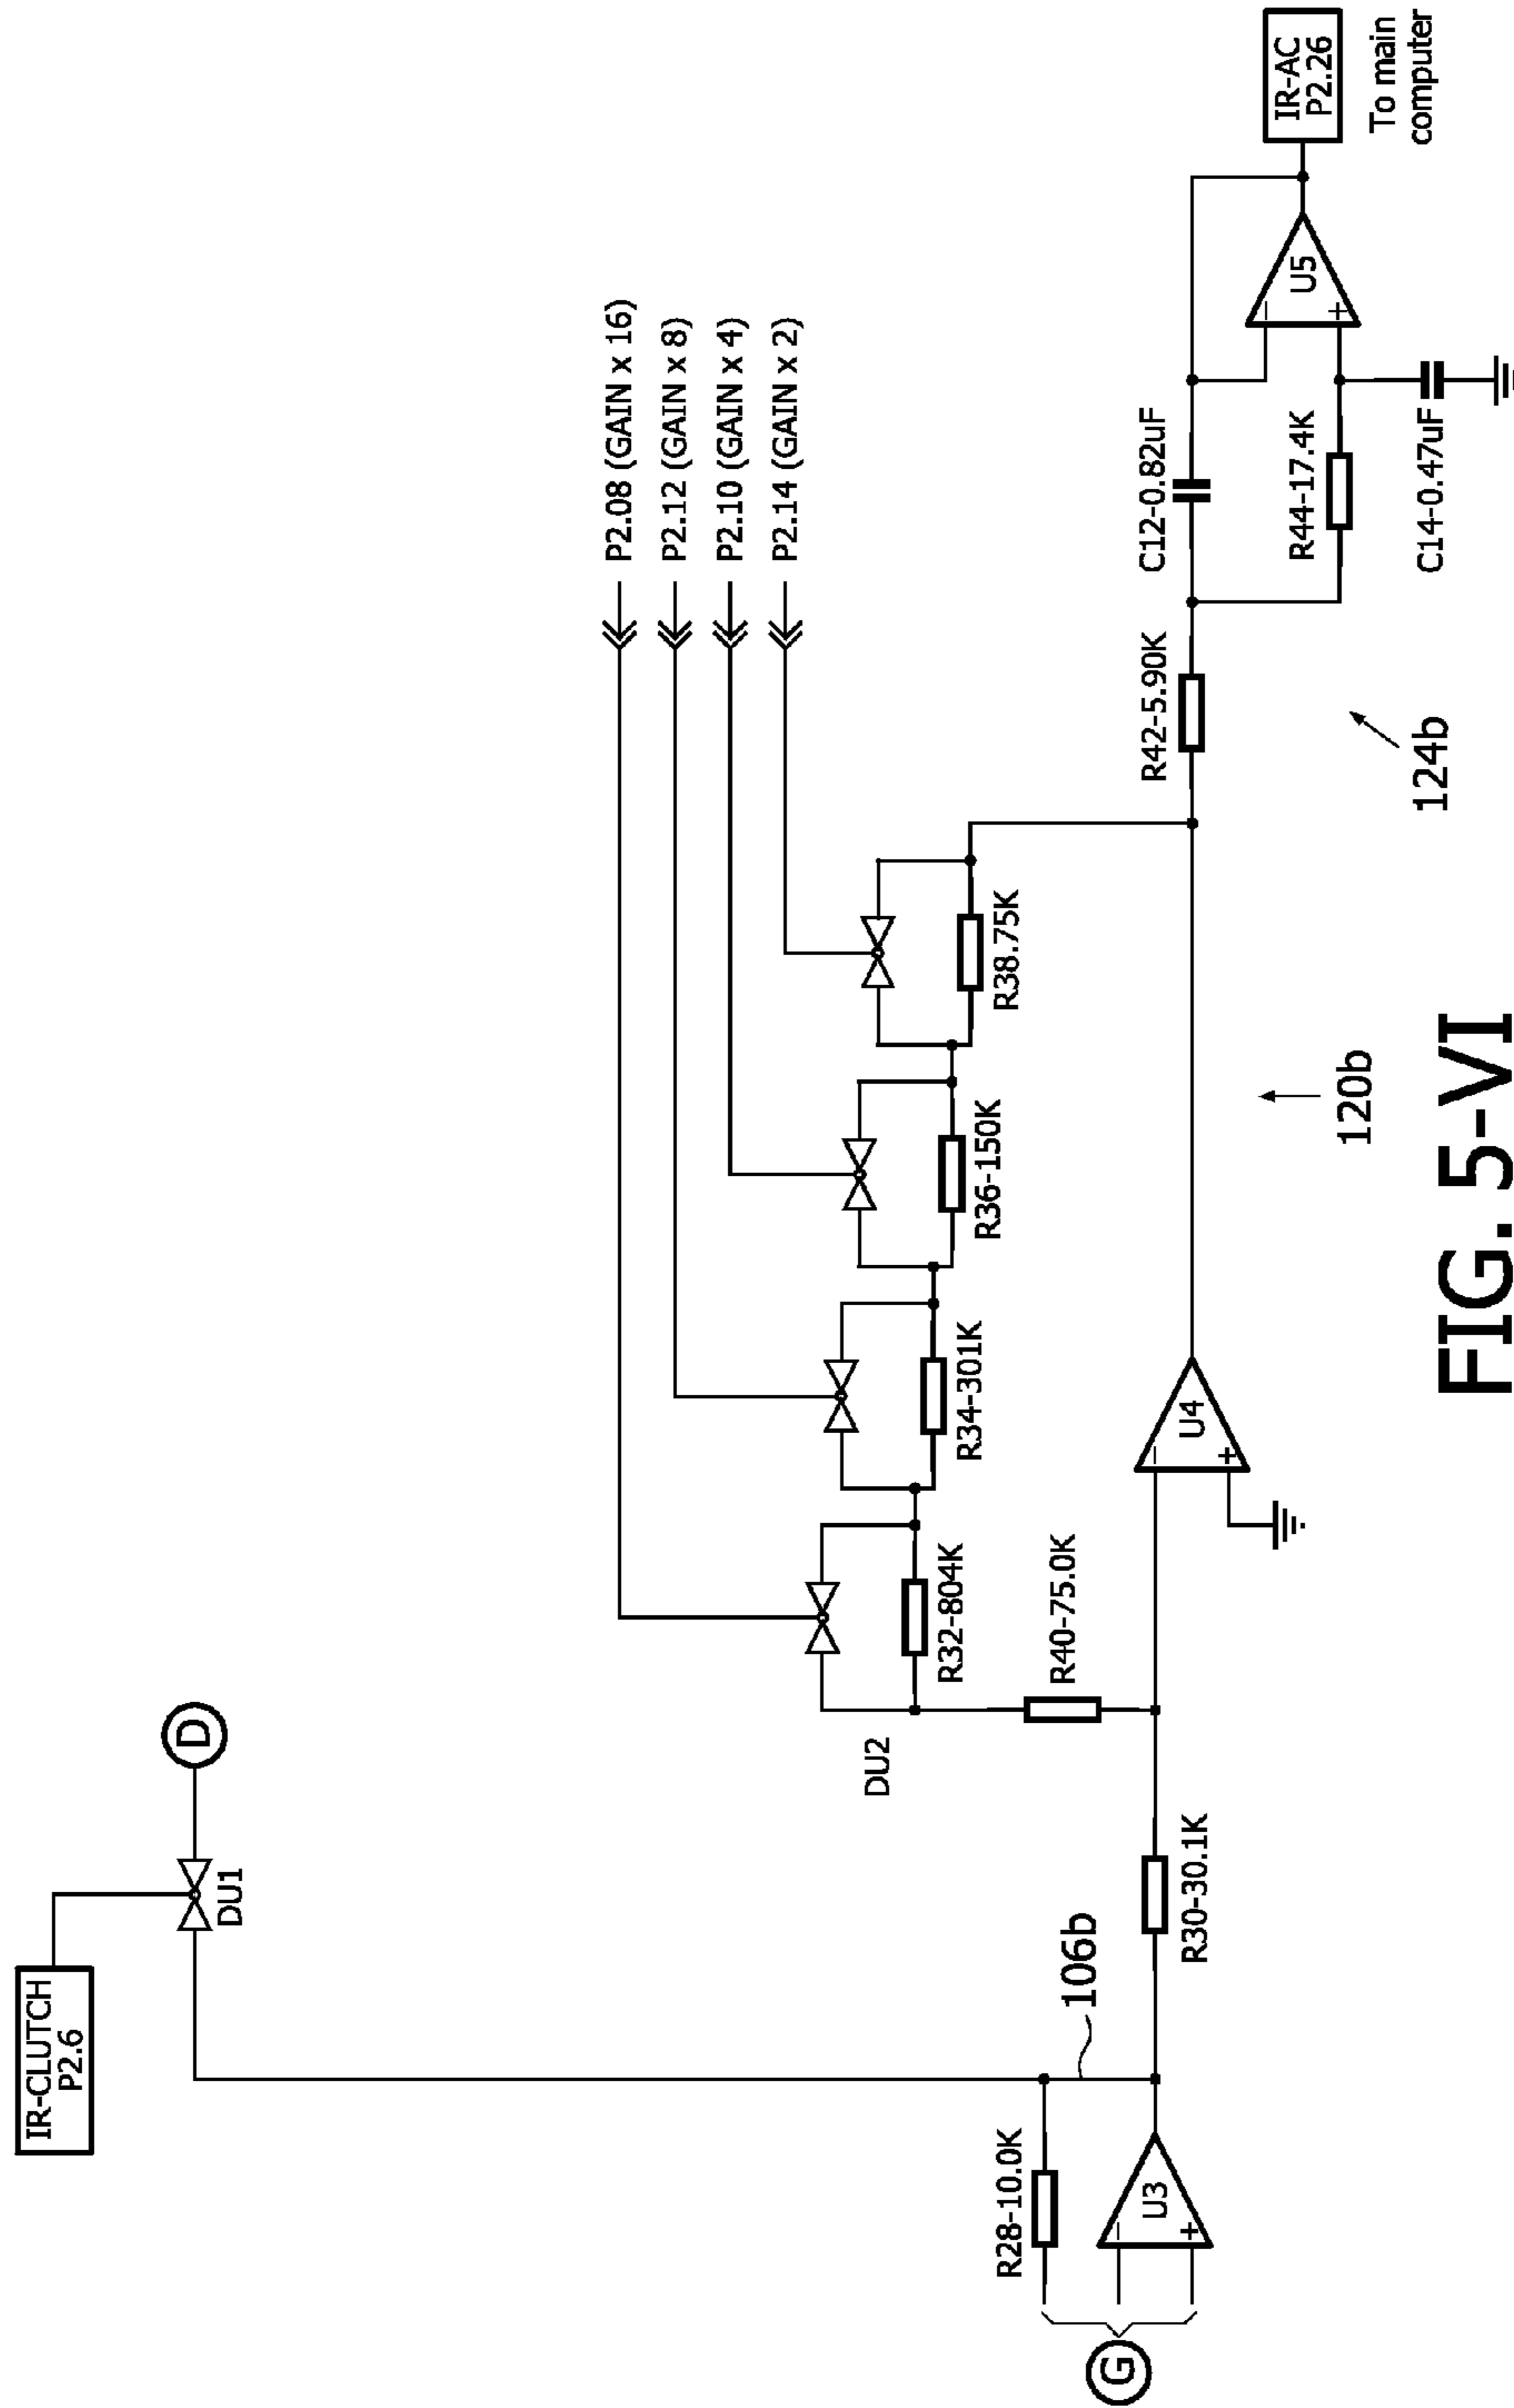 IR-CLUTCH
P2.6
DU1
D
P2.08 (GAIN x 16)
P2.12 (GAIN x 8)
P2.10 (GAIN x 4)
P2.14 (GAIN x 2)
DU2
R32-804K
R34-301K
R36-150K
R38.75K
R40-75.0K
R28-10.0K
106b
G
U3
−
+
R30-30.1K
U4
−
+
R42-5.90K
C12-0.82uF
R44-17.4K
C14-0.47uF
U5
−
+
IR-AC
P2.26
To main
computer
120b
124b
FIG. 5-VI